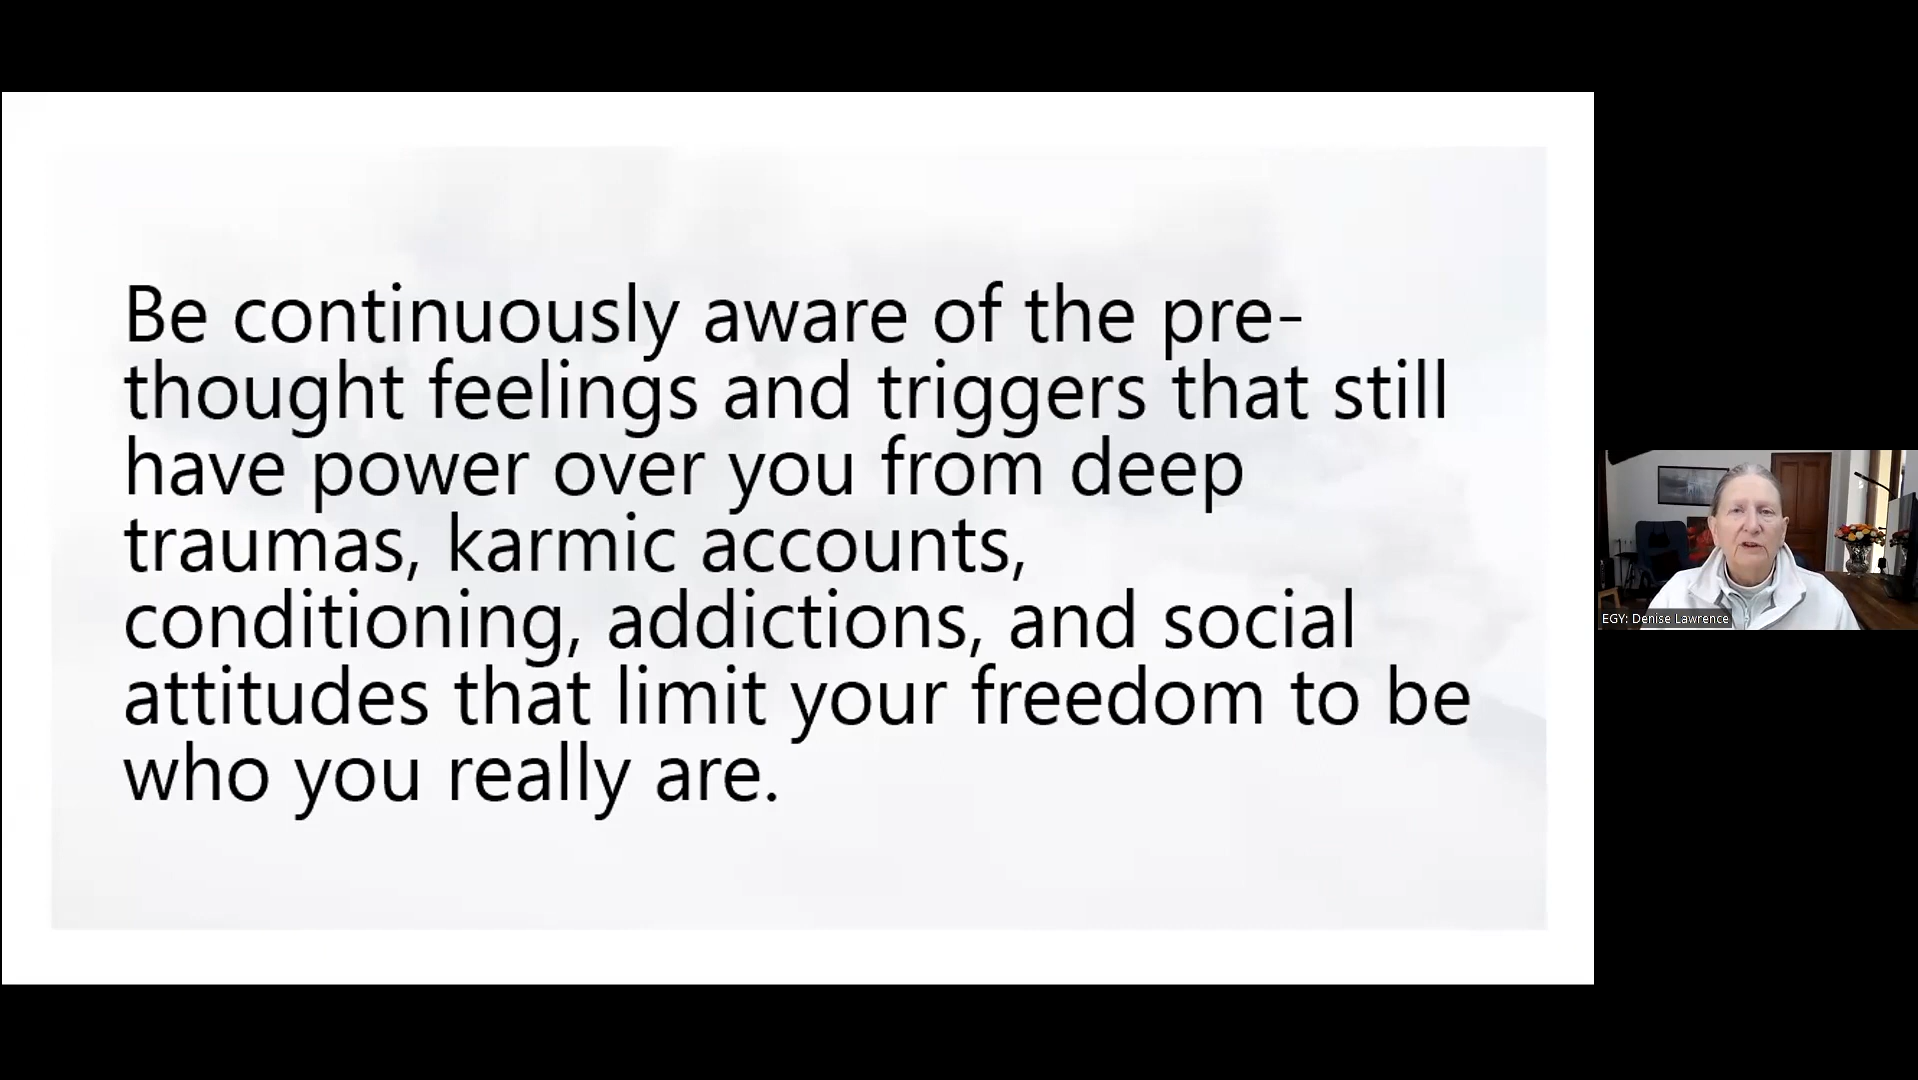 Be continuously aware of the pre-
thought feelings and triggers that still
have power over you from deep
traumas, karmic accounts,
conditioning, addictions, and social
attitudes that limit your freedom to be
who you really are.
EGY: Denise Lawrence